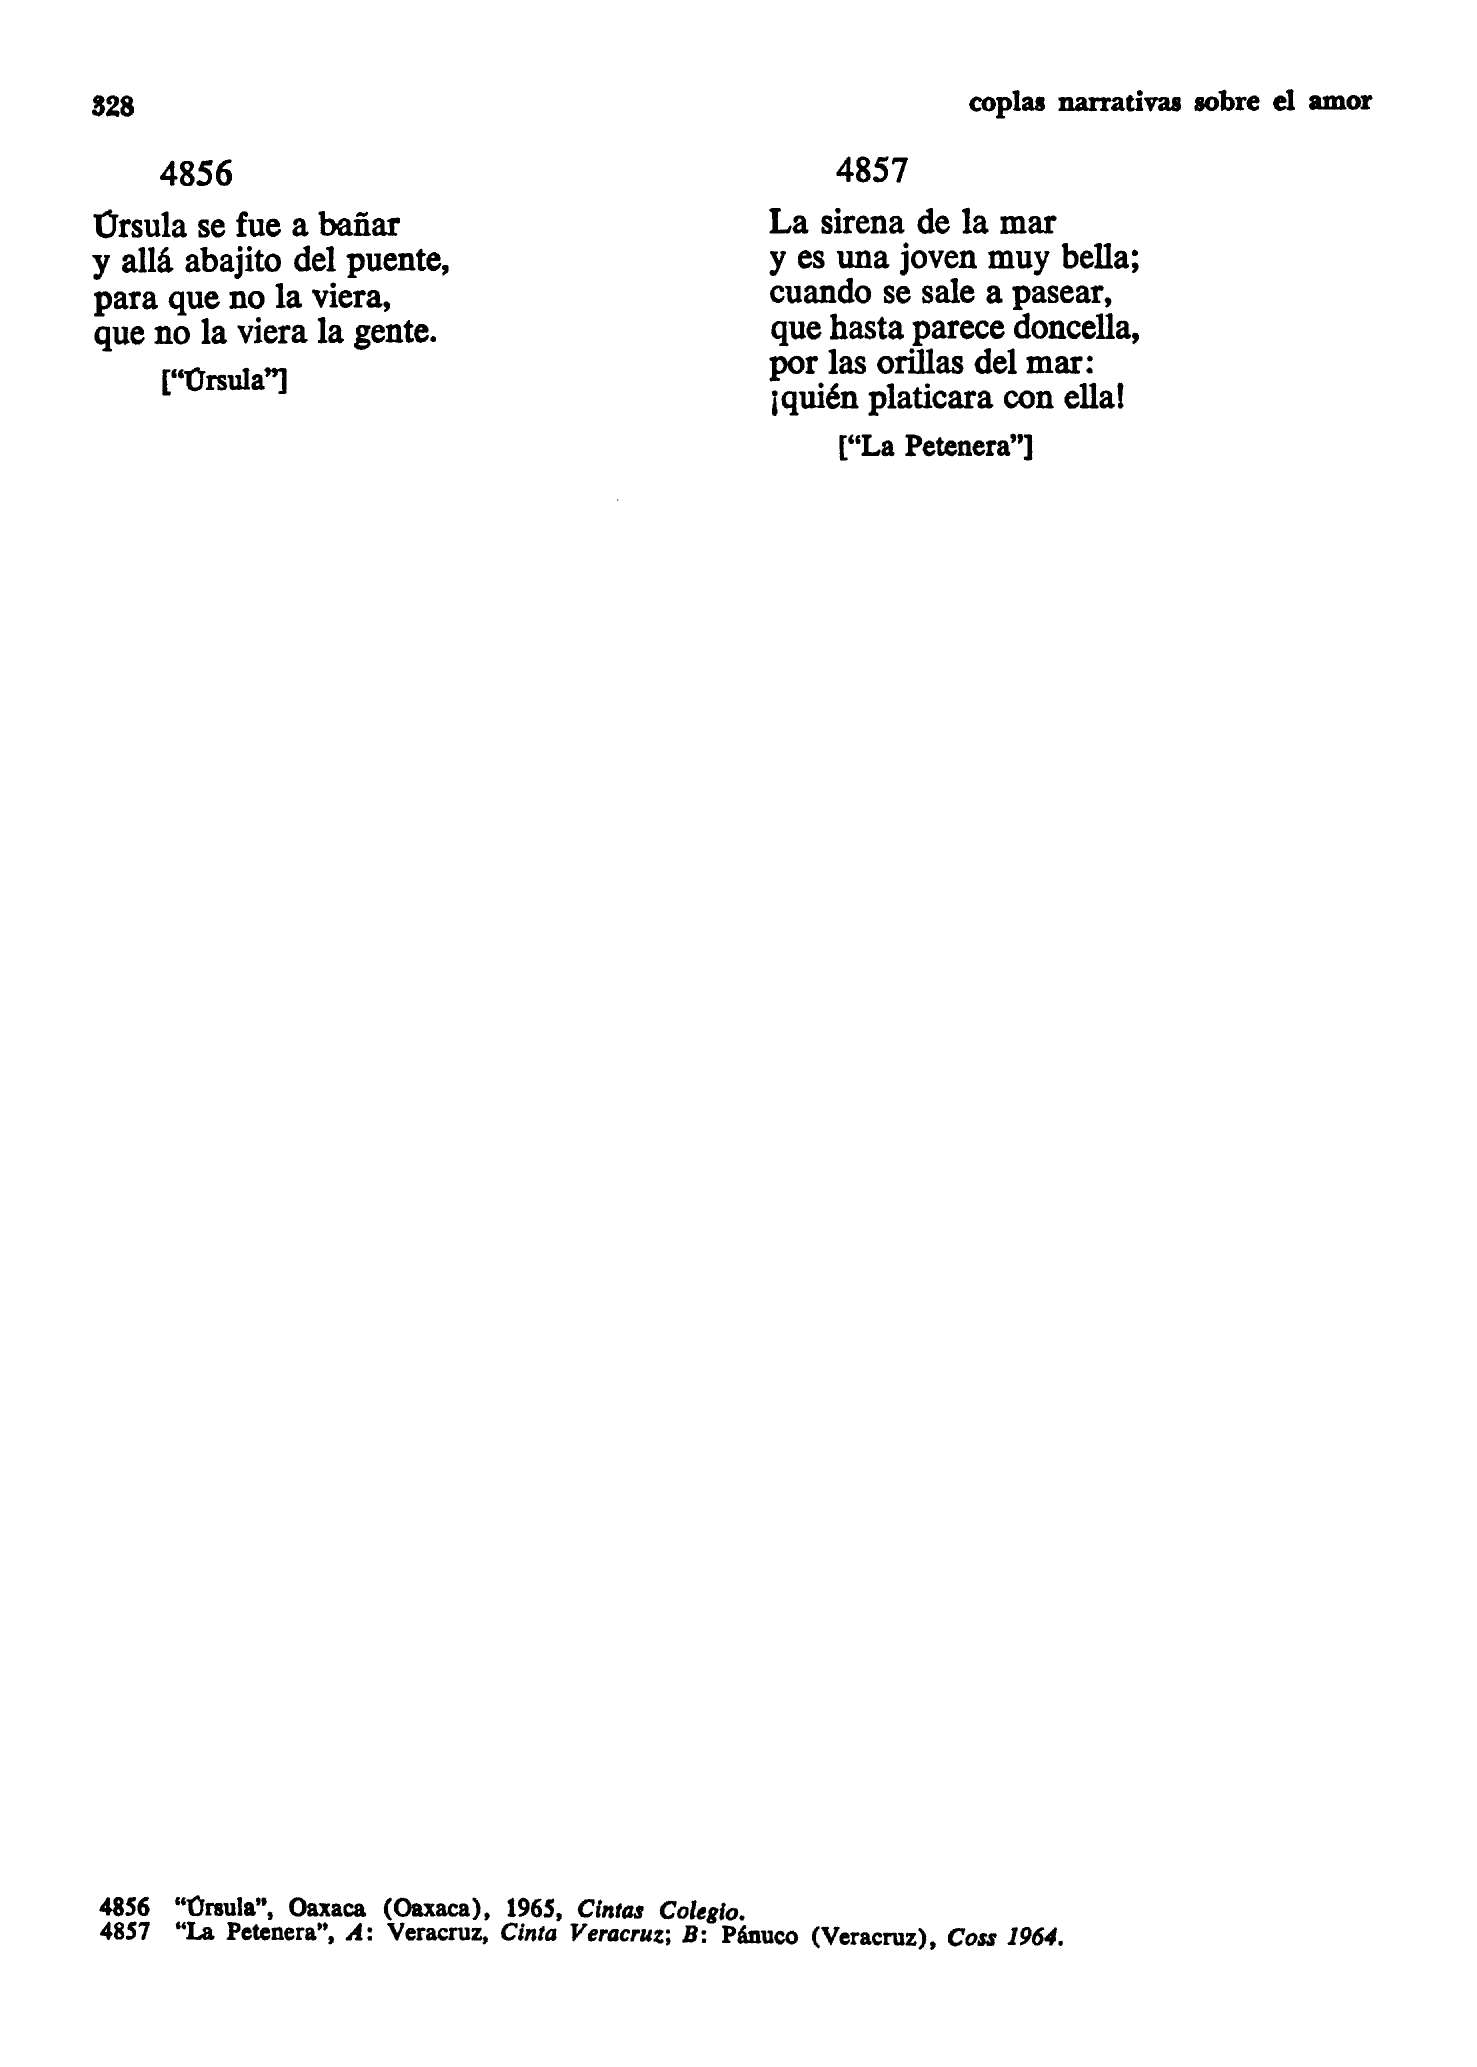 328
coplas narrativas sobre el amor
4856
Úrsula se fue a bañar
y allá abajito del puente,
para que no la viera,
que no la viera la gente.
[“Úrsula”]
4857
La sirena de la mar
y es una joven muy bella;
cuando se sale a pasear,
que hasta parece doncella,
por las orillas del mar:
¡quién platicara con ella!
[“La Petenera”]
4856 “Úrsula”, Oaxaca (Oaxaca), 1965, Cintas Colegio.
4857 “La Petenera”, A: Veracruz, Cinta Veracruz; B: Pánuco (Veracruz), Coss 1964.